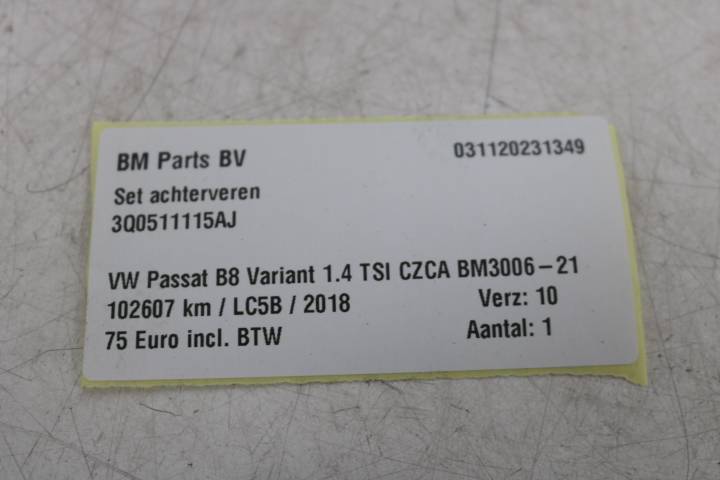 BM Parts BV 031120231349
Set achterveren
3Q0511115AJ
VW Passat B8 Variant 1.4 TSI CZCA BM3006-21
102607 km / LC5B / 2018 Verz: 10
75 Euro incl. BTW Aantal: 1